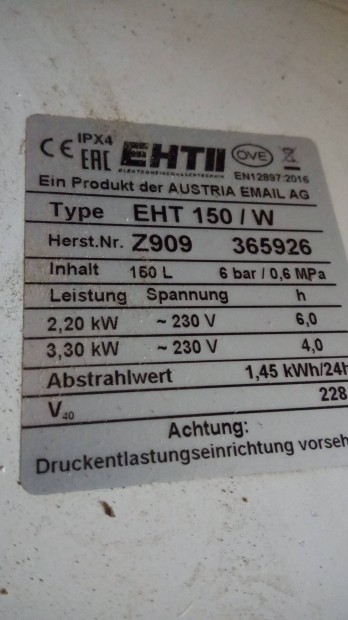 CE IPX4 EAC EHT OVE EN12897:2016
ELEKTROHEIZUNGSTECHNIK
Ein Produkt der AUSTRIA EMAIL AG
Type EHT 150 / W
Herst.Nr. Z909 365926
Inhalt 150 L 6 bar / 0,6 MPa
Leistung Spannung h
2,20 kW ~ 230 V 6,0
3,30 kW ~ 230 V 4,0
Abstrahlwert 1,45 kWh/24h
V40 228
Achtung:
Druckentlastungseinrichtung